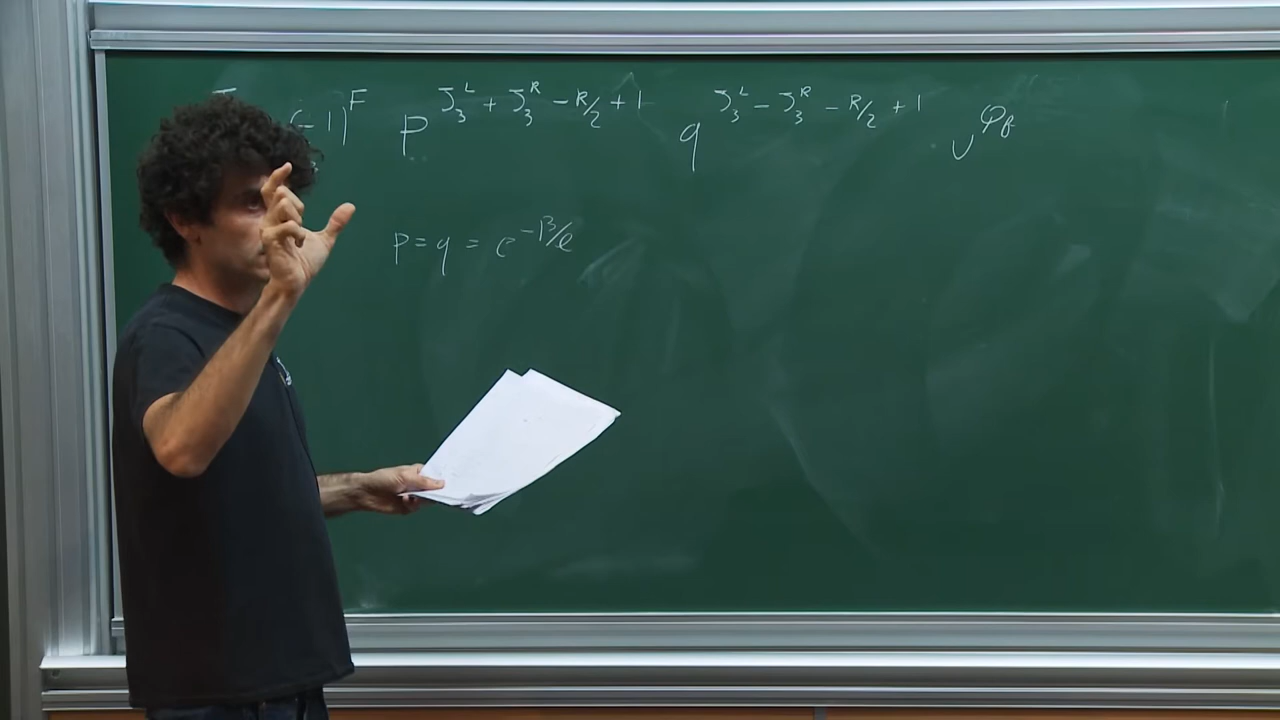 (-1)^F p^{J_3^L + J_3^R - R/2 + 1} q^{J_3^L - J_3^R - R/2 + 1} υ^{φ_f}
p = q = e^{-β/ℓ}